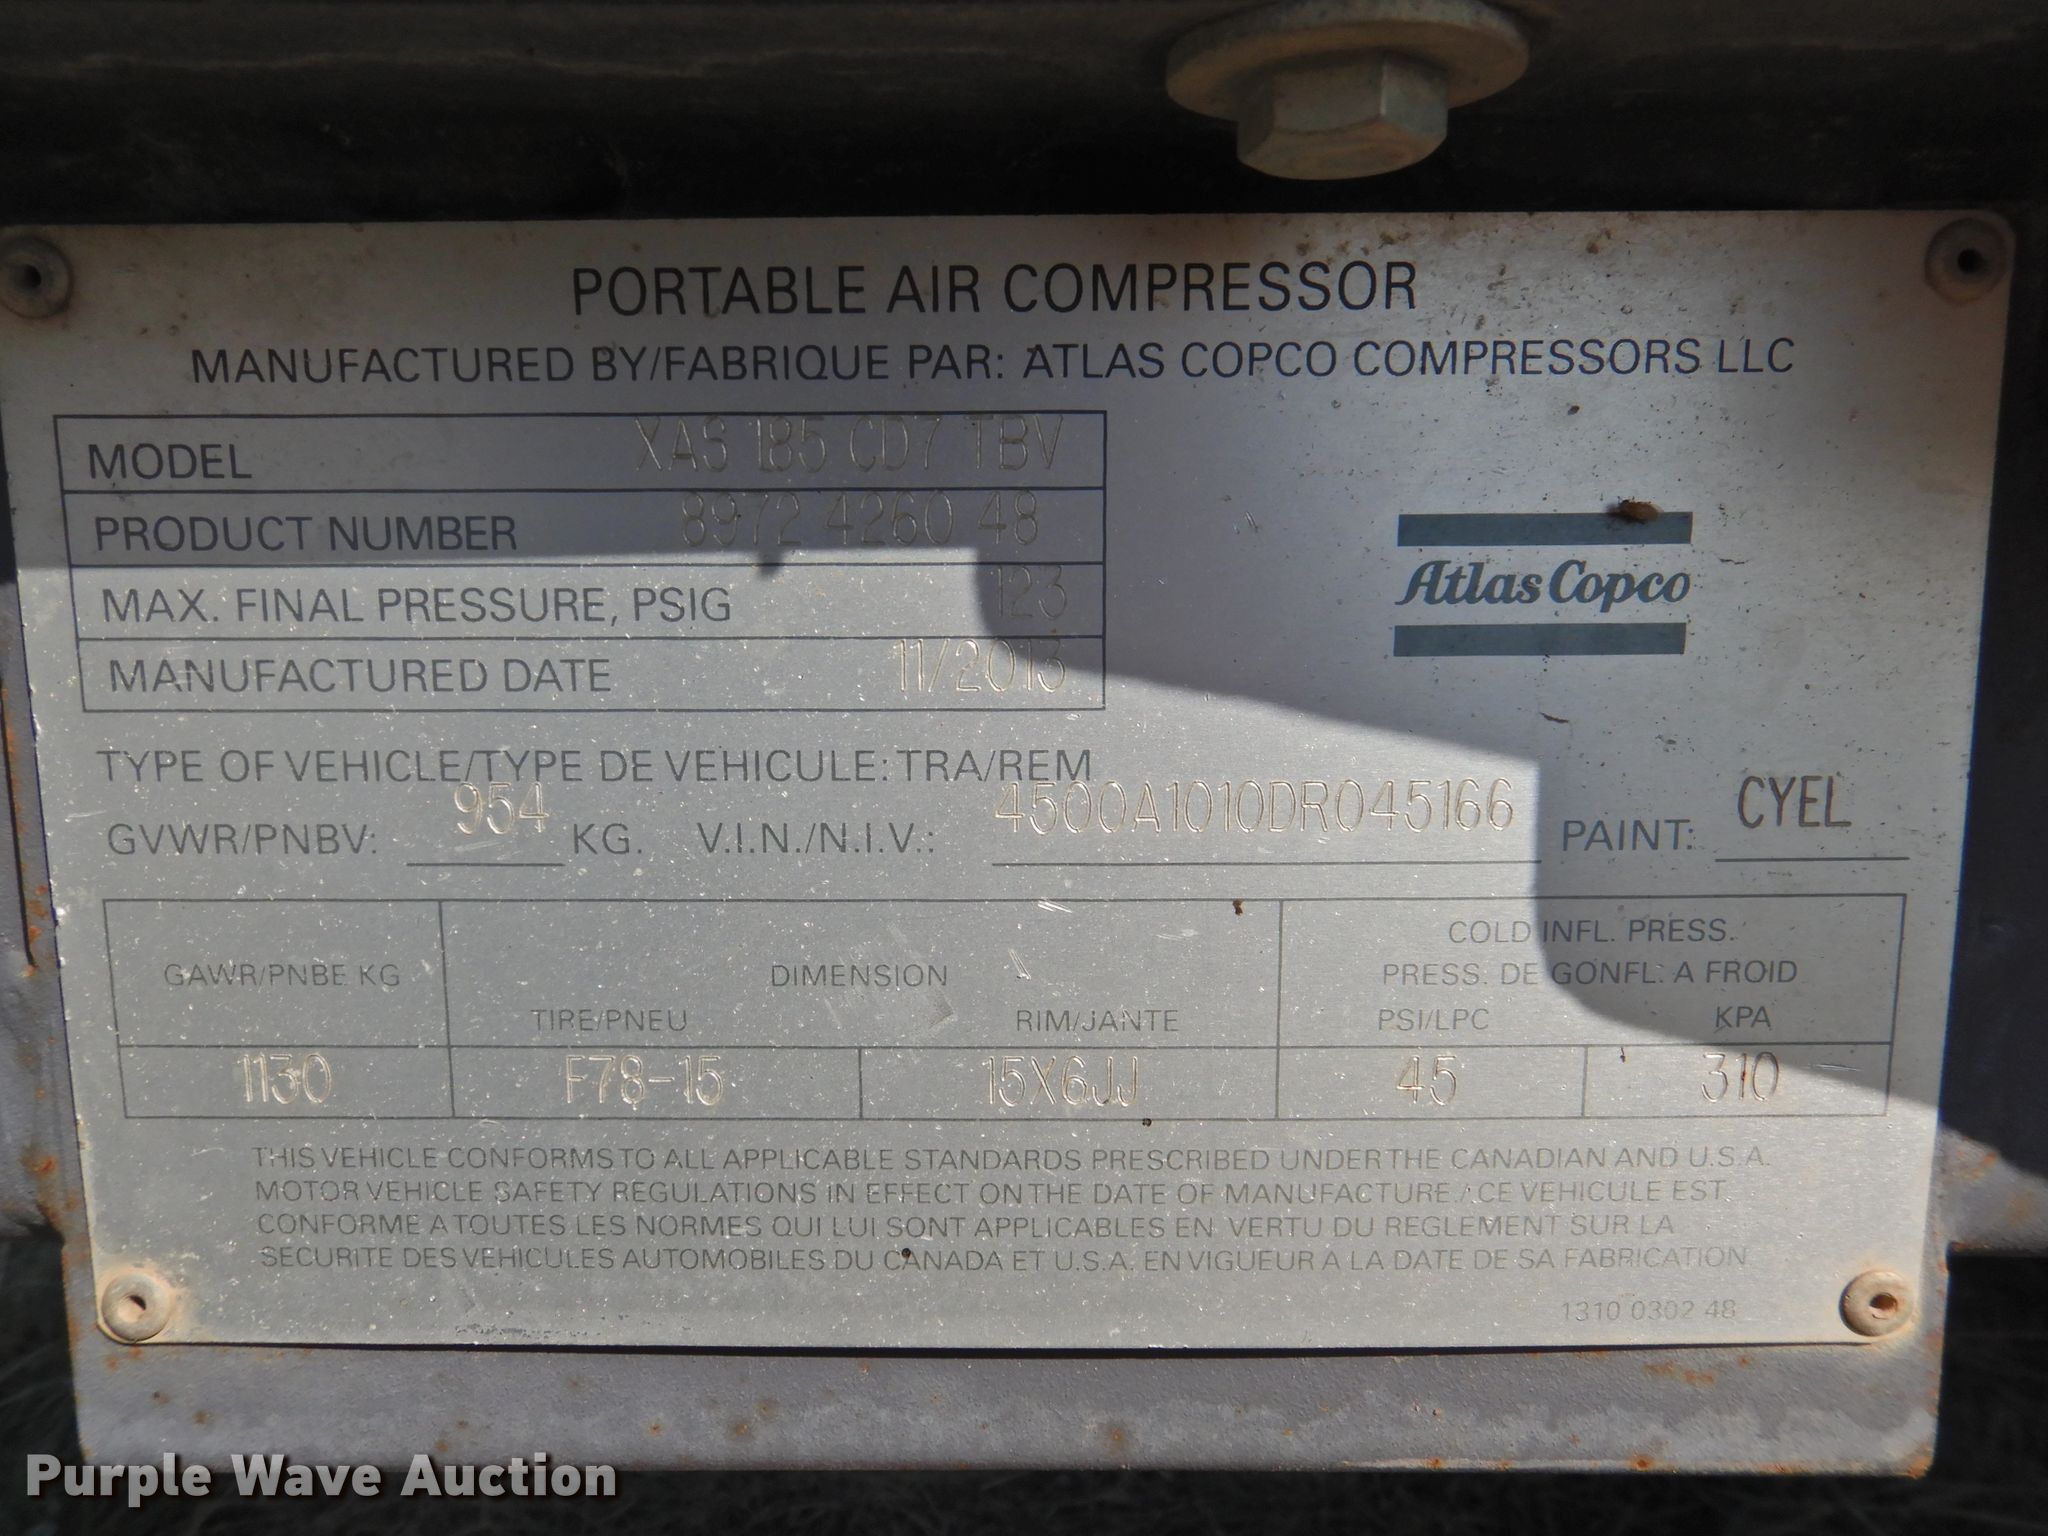 PORTABLE AIR COMPRESSOR
MANUFACTURED BY/FABRIQUE PAR: ATLAS COPCO COMPRESSORS LLC
MODEL XAS 185 CD7 TBV
PRODUCT NUMBER 8972 4260 48
MAX. FINAL PRESSURE, PSIG 123
MANUFACTURED DATE 11/2013
Atlas Copco
TYPE OF VEHICLE/TYPE DE VEHICULE: TRA/REM
GVWR/PNBV: 954 KG. V.I.N./N.I.V.: 4500A1010DR045166 PAINT: CYEL
GAWR/PNBE KG
DIMENSION
TIRE/PNEU RIM/JANTE
COLD INFL. PRESS.
PRESS. DE GONFL. A FROID
PSI/LPC KPA
1130 F78-15 15X6JJ 45 310
THIS VEHICLE CONFORMS TO ALL APPLICABLE STANDARDS PRESCRIBED UNDER THE CANADIAN AND U.S.A.
MOTOR VEHICLE SAFETY REGULATIONS IN EFFECT ON THE DATE OF MANUFACTURE / CE VEHICULE EST
CONFORME A TOUTES LES NORMES QUI LUI SONT APPLICABLES EN VERTU DU REGLEMENT SUR LA
SECURITE DES VEHICULES AUTOMOBILES DU CANADA ET U.S.A. EN VIGUEUR A LA DATE DE SA FABRICATION
1310 0302 48
Purple Wave Auction